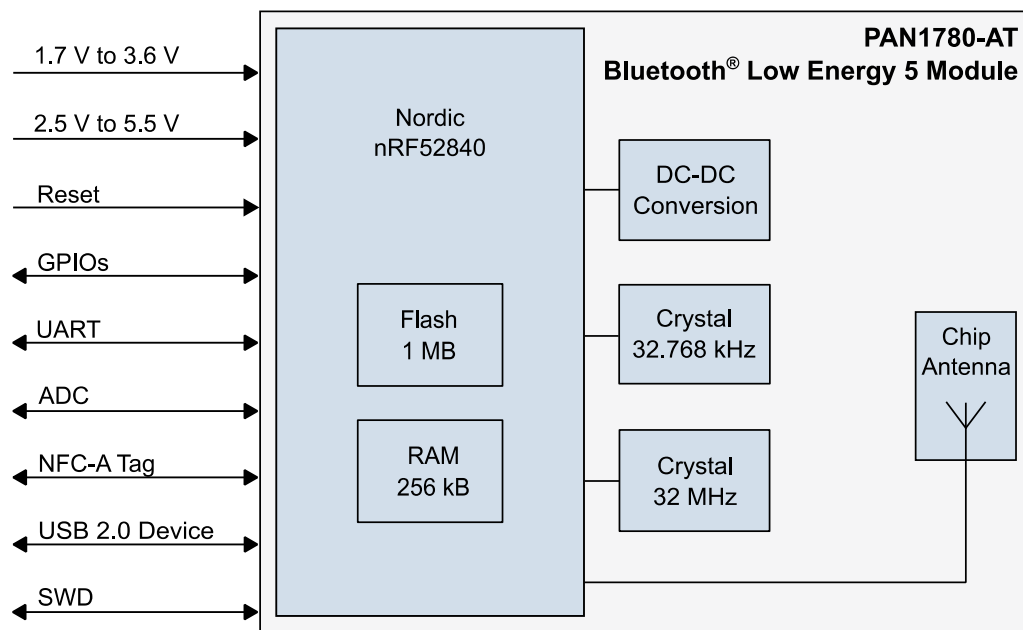 PAN1780-AT
Bluetooth® Low Energy 5 Module
1.7 V to 3.6 V
2.5 V to 5.5 V
Reset
GPIOs
UART
ADC
NFC-A Tag
USB 2.0 Device
SWD
Nordic
nRF52840
Flash
1 MB
RAM
256 kB
DC-DC
Conversion
Crystal
32.768 kHz
Crystal
32 MHz
Chip
Antenna